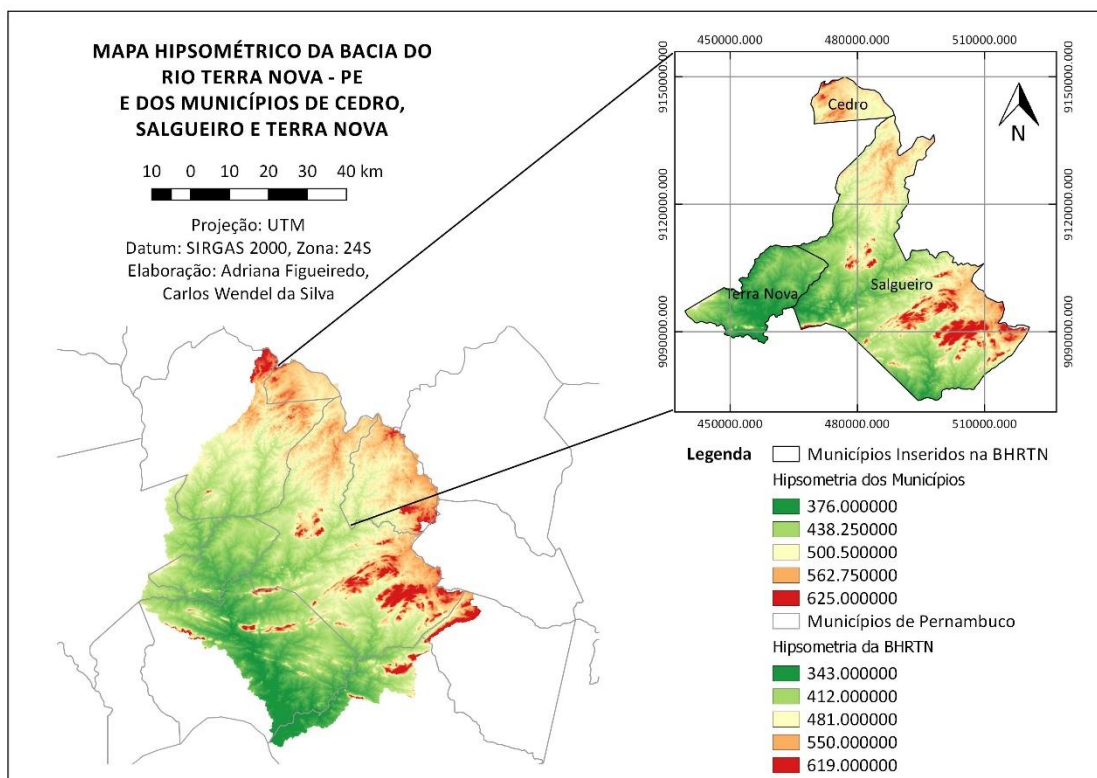 MAPA HIPSOMÉTRICO DA BACIA DO
RIO TERRA NOVA - PE
E DOS MUNICÍPIOS DE CEDRO,
SALGUEIRO E TERRA NOVA
10 0 10 20 30 40 km
Projeção: UTM
Datum: SIRGAS 2000, Zona: 24S
Elaboração: Adriana Figueiredo,
Carlos Wendel da Silva
450000.000 480000.000 510000.000
9150000.000 9150000.000
Cedro
N
9120000.000 9120000.000
Terra Nova
Salgueiro
9090000.000 9090000.000
450000.000 480000.000 510000.000
Legenda
Municípios Inseridos na BHRTN
Hipsometria dos Municípios
376.000000
438.250000
500.500000
562.750000
625.000000
Municípios de Pernambuco
Hipsometria da BHRTN
343.000000
412.000000
481.000000
550.000000
619.000000